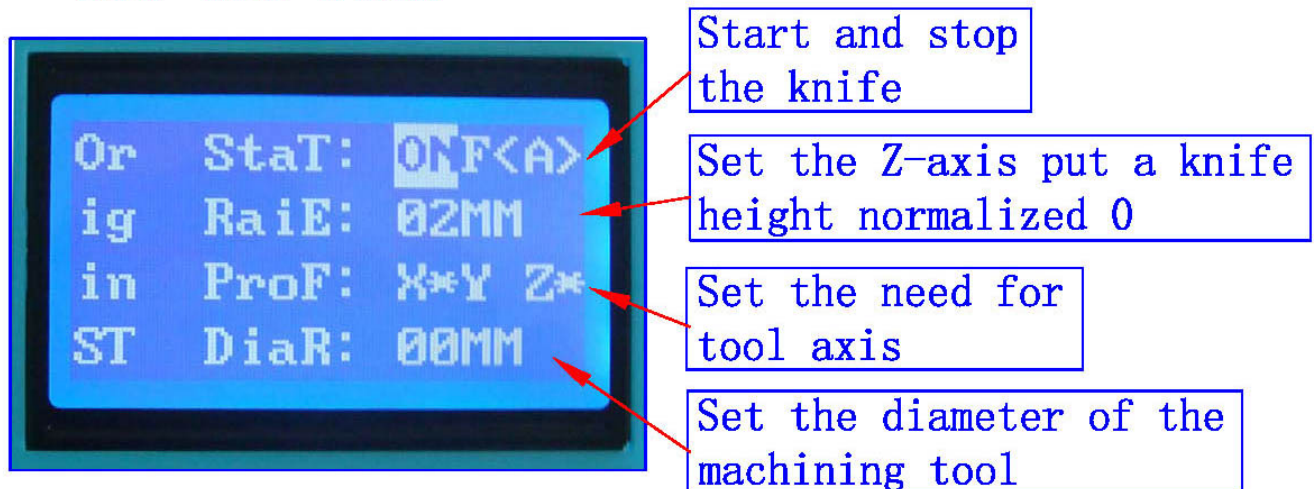 Or StaT: ONF<A>
ig RaiE: 02MM
in ProF: X*Y Z*
ST DiaR: 00MM
Start and stop
the knife
Set the Z-axis put a knife
height normalized 0
Set the need for
tool axis
Set the diameter of the
machining tool